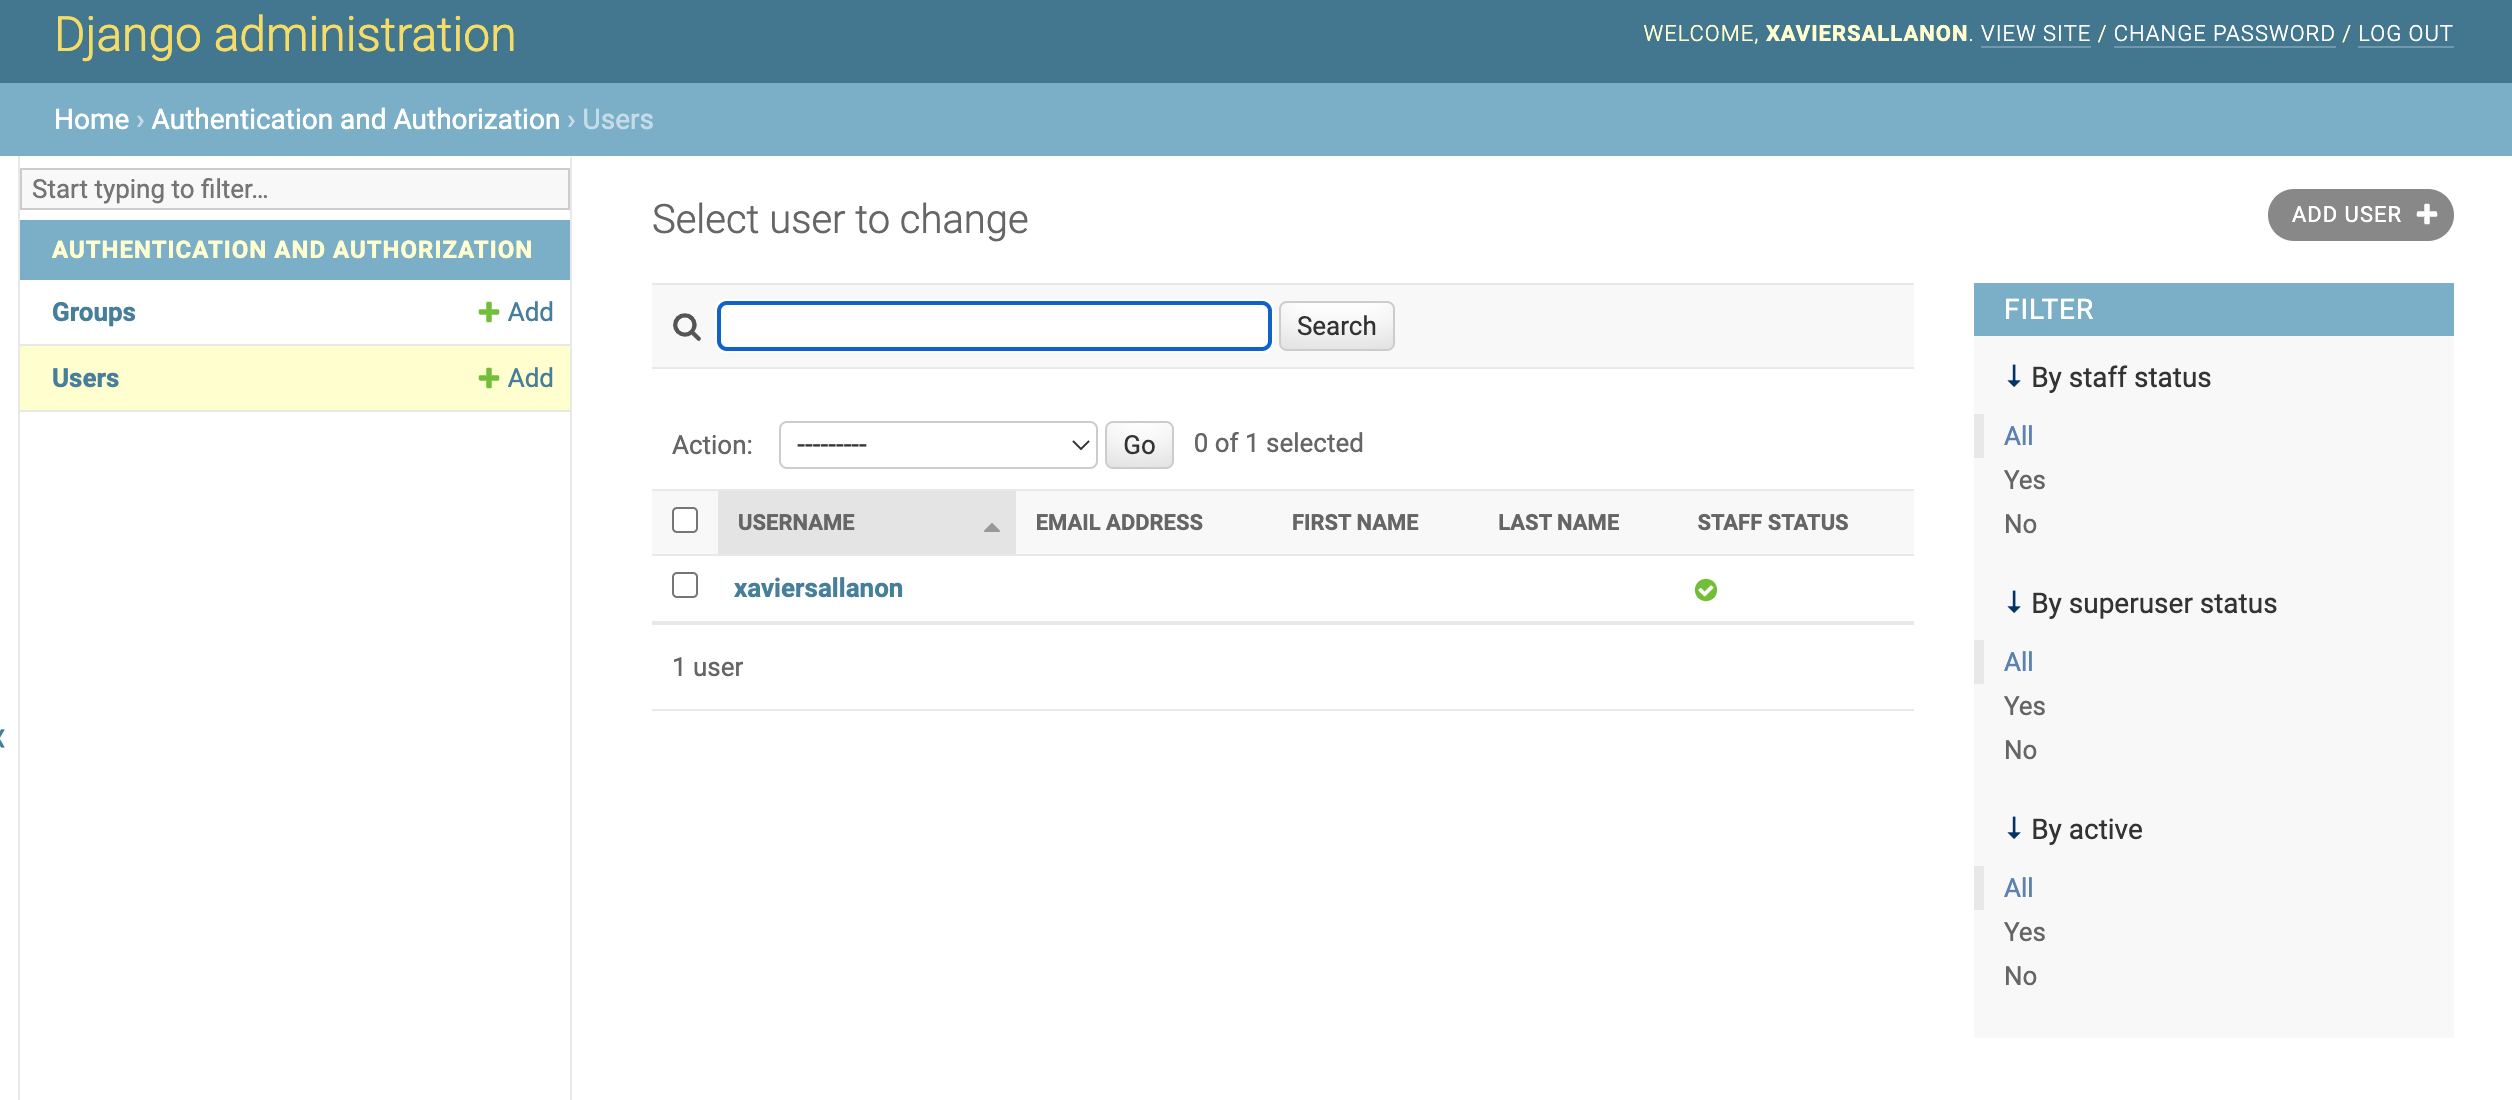 Django administration
WELCOME, XAVIERSALLANON. VIEW SITE / CHANGE PASSWORD / LOG OUT
Home › Authentication and Authorization › Users
Start typing to filter...
AUTHENTICATION AND AUTHORIZATION
Groups + Add
Users + Add
Select user to change
ADD USER +
Search
Action: --------- Go 0 of 1 selected
USERNAME EMAIL ADDRESS FIRST NAME LAST NAME STAFF STATUS
xaviersallanon
1 user
FILTER
↓ By staff status
All
Yes
No
↓ By superuser status
All
Yes
No
↓ By active
All
Yes
No